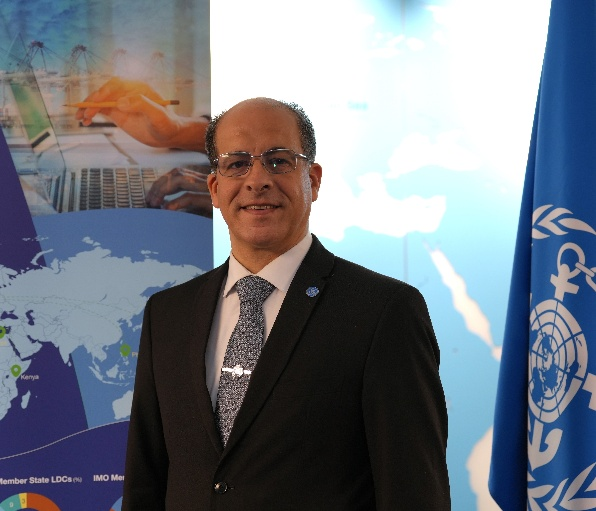 Kenya
Member State LDCs (%)
IMO Mem